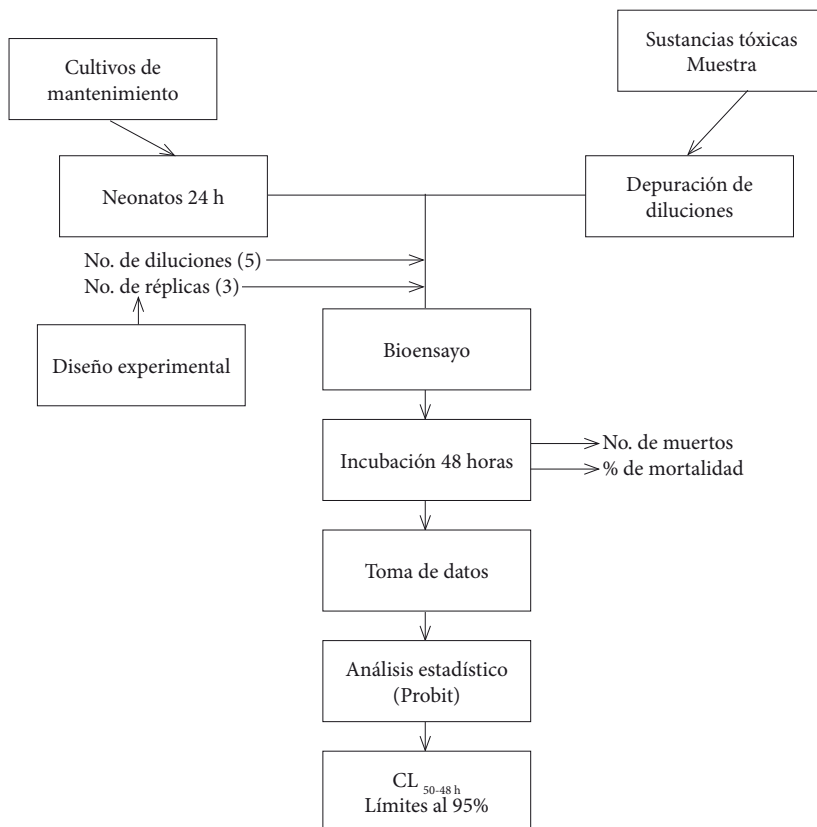 Sustancias tóxicas
Muestra
Cultivos de
mantenimiento
Neonatos 24 h
Depuración de
diluciones
No. de diluciones (5)
No. de réplicas (3)
Diseño experimental
Bioensayo
Incubación 48 horas
No. de muertos
% de mortalidad
Toma de datos
Análisis estadístico
(Probit)
CL 50-48 h
Límites al 95%